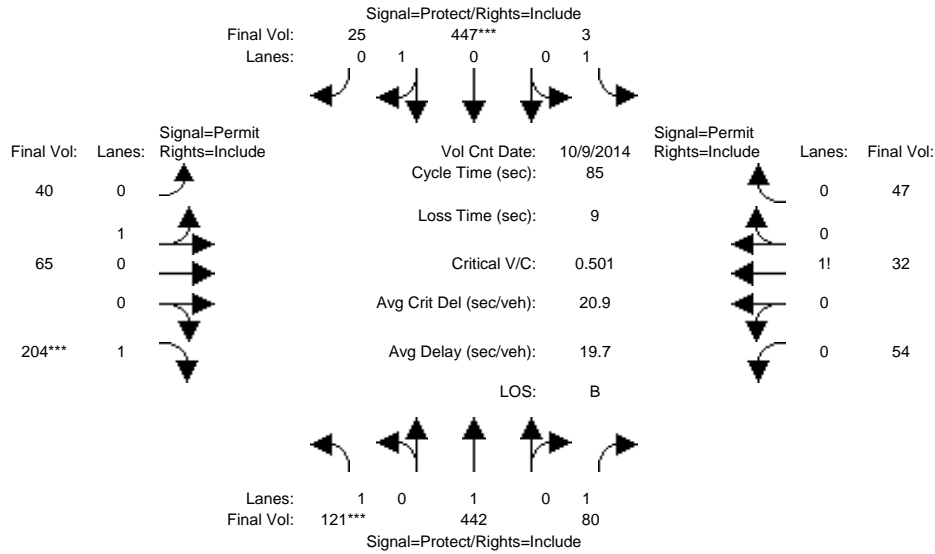 Signal=Protect/Rights=Include
Final Vol: 25 447*** 3
Lanes: 0 1 0 0 1
Signal=Permit Signal=Permit
Final Vol: Lanes: Rights=Include Vol Cnt Date: 10/9/2014 Rights=Include Lanes: Final Vol:
Cycle Time (sec): 85
40 0 0 47
Loss Time (sec): 9
1 0
65 0 Critical V/C: 0.501 1! 32
0 Avg Crit Del (sec/veh): 20.9 0
204*** 1 Avg Delay (sec/veh): 19.7 0 54
LOS: B
Lanes: 1 0 1 0 1
Final Vol: 121*** 442 80
Signal=Protect/Rights=Include